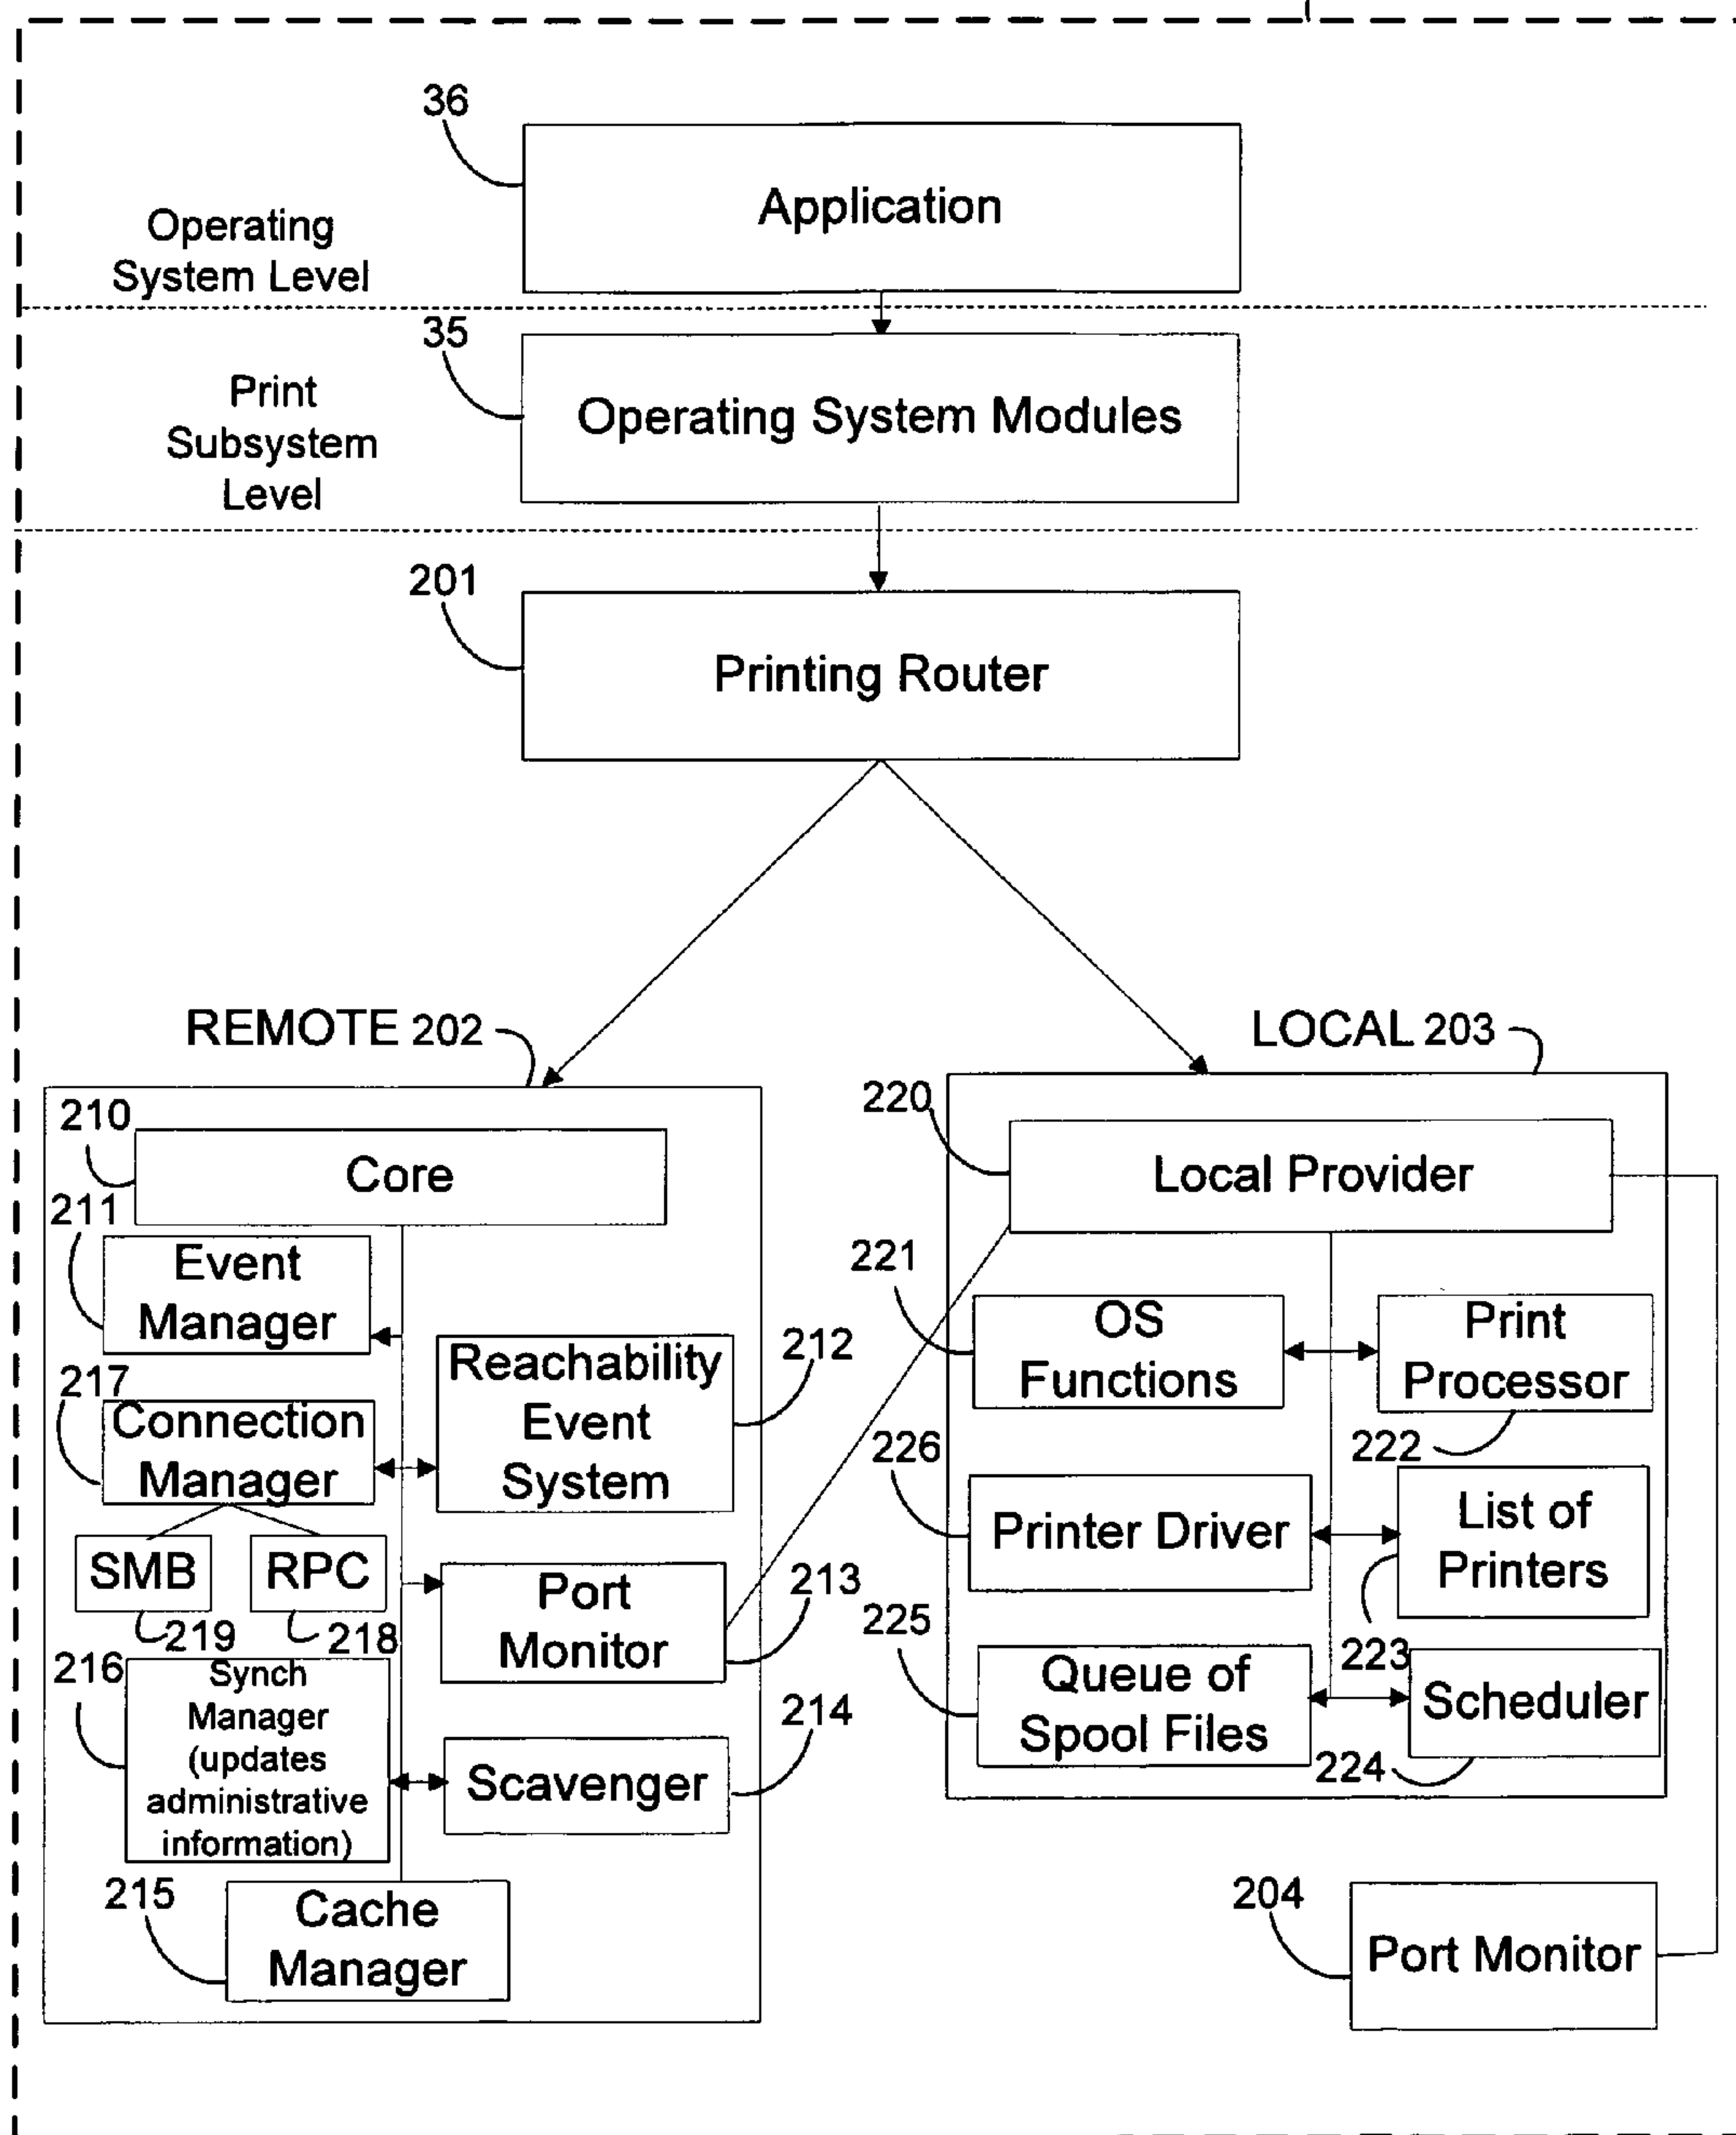 36
Application
Operating
System Level
35
Operating System Modules
Print
Subsystem
Level
201
Printing Router
REMOTE 202
LOCAL 203
210
Core
211
Event
Manager
217
Connection
Manager
Reachability
Event
System
212
SMB
RPC
219
218
Port
Monitor
213
216
Synch
Manager
(updates
administrative
information)
Scavenger
214
215
Cache
Manager
220
Local Provider
221
OS
Functions
Print
Processor
222
226
Printer Driver
List of
Printers
223
225
Queue of
Spool Files
Scheduler
224
204
Port Monitor